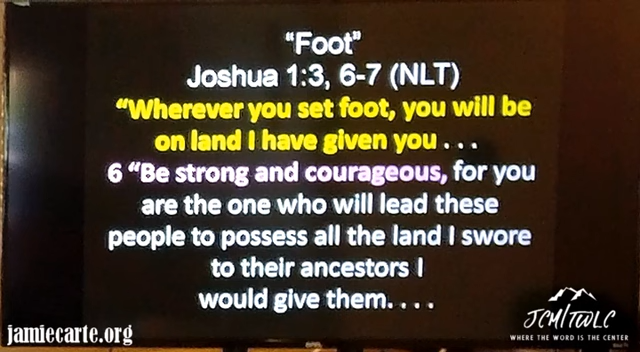 "Foot"
Joshua 1:3, 6-7 (NLT)
"Wherever you set foot, you will be
on land I have given you . . .
6 "Be strong and courageous, for you
are the one who will lead these
people to possess all the land I swore
to their ancestors I
would give them. . . .
jamiecarte.org
JCM/TWLC
WHERE THE WORD IS THE CENTER